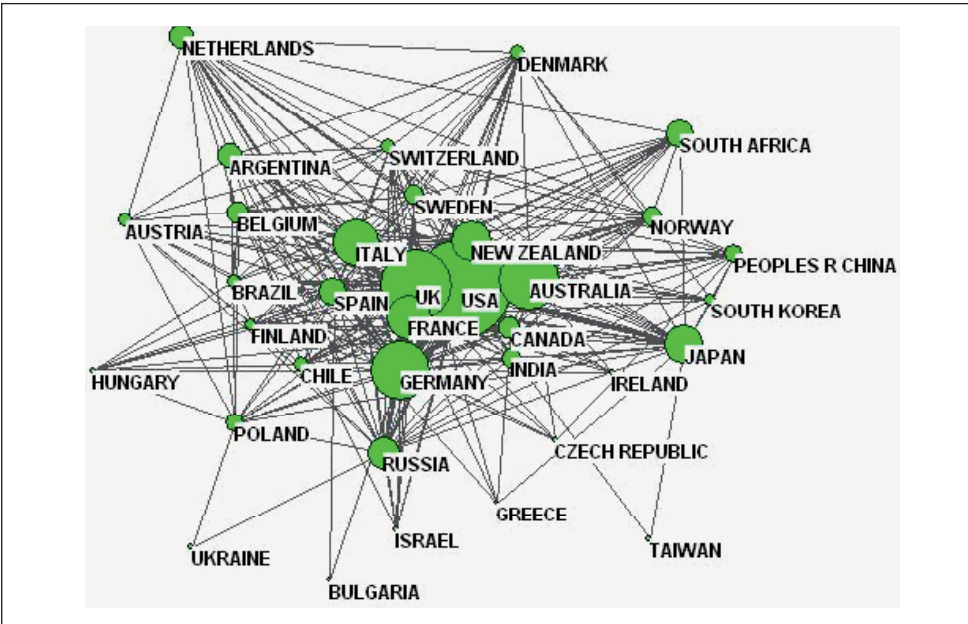 NETHERLANDS
DENMARK
SOUTH AFRICA
SWITZERLAND
ARGENTINA
SWEDEN
BELGIUM
NORWAY
AUSTRIA
ITALY
NEW ZEALAND
PEOPLES R CHINA
BRAZIL
SPAIN
UK
USA
AUSTRALIA
SOUTH KOREA
FINLAND
FRANCE
CANADA
JAPAN
HUNGARY
CHILE
GERMANY
INDIA
IRELAND
POLAND
CZECH REPUBLIC
RUSSIA
GREECE
ISRAEL
TAIWAN
UKRAINE
BULGARIA